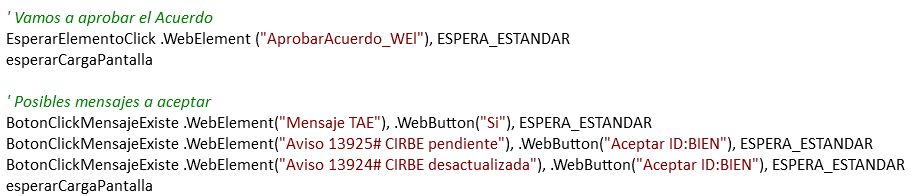 ' Vamos a aprobar el Acuerdo
EsperarElementoClick .WebElement ("AprobarAcuerdo_WEl"), ESPERA_ESTANDAR
esperarCargaPantalla
' Posibles mensajes a aceptar
BotonClickMensajeExiste .WebElement("Mensaje TAE"), .WebButton("Si"), ESPERA_ESTANDAR
BotonClickMensajeExiste .WebElement("Aviso 13925# CIRBE pendiente"), .WebButton("Aceptar ID:BIEN"), ESPERA_ESTANDAR
BotonClickMensajeExiste .WebElement("Aviso 13924# CIRBE desactualizada"), .WebButton("Aceptar ID:BIEN"), ESPERA_ESTANDAR
esperarCargaPantalla